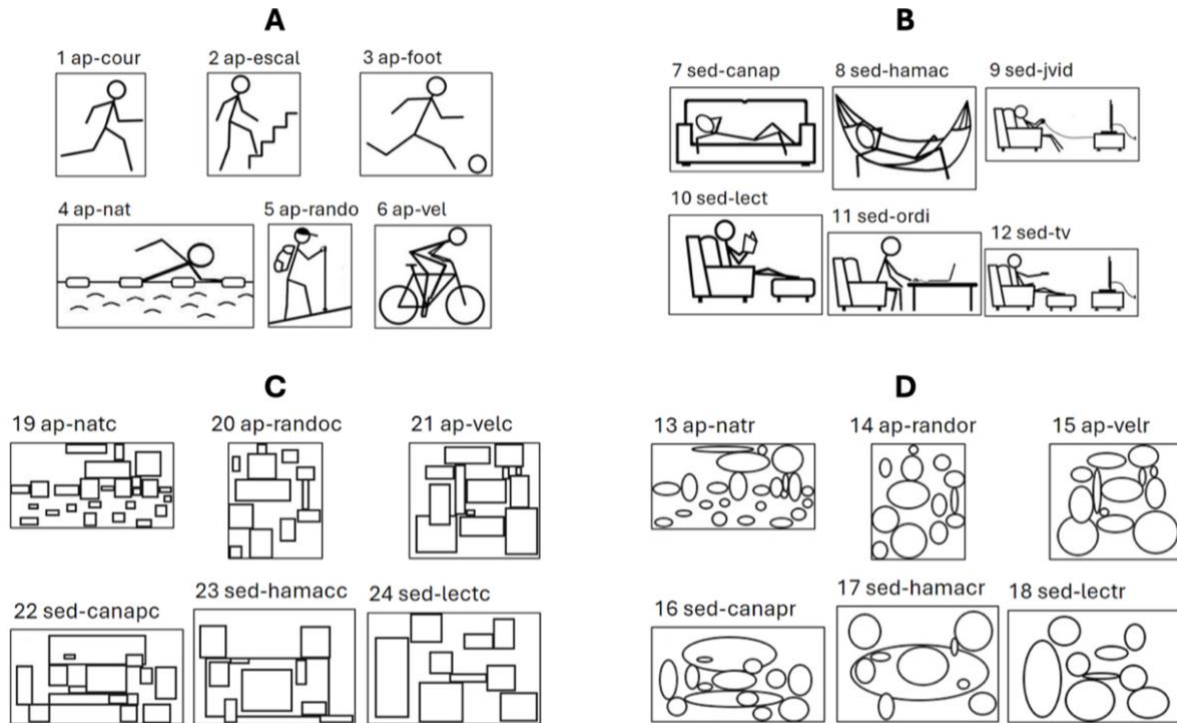 A
1 ap-cour
2 ap-escal
3 ap-foot
4 ap-nat
5 ap-rando
6 ap-vel
B
7 sed-canap
8 sed-hamac
9 sed-jvid
10 sed-lect
11 sed-ordi
12 sed-tv
C
19 ap-natc
20 ap-randoc
21 ap-velc
22 sed-canapc
23 sed-hamacc
24 sed-lectc
D
13 ap-natr
14 ap-randor
15 ap-velr
16 sed-canapr
17 sed-hamacr
18 sed-lectr